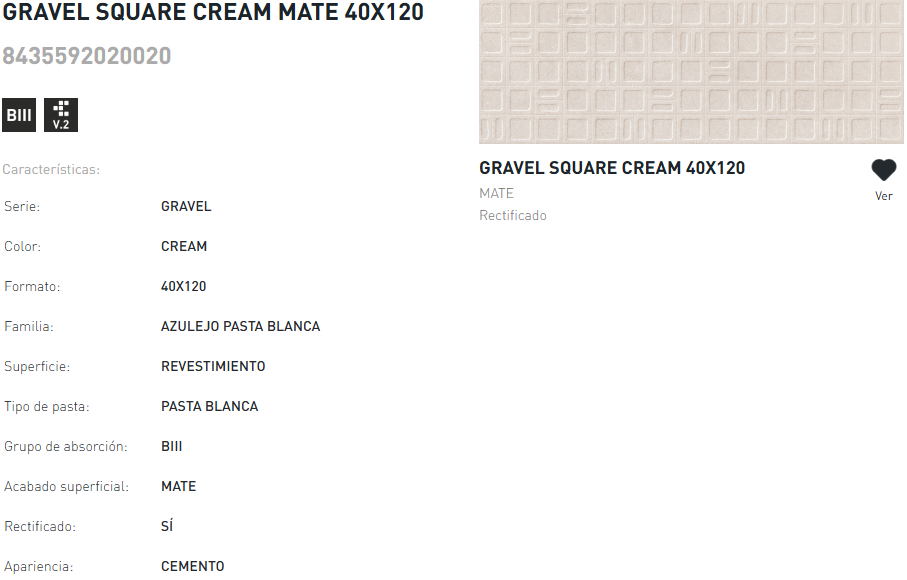 GRAVEL SQUARE CREAM MATE 40X120
8435592020020
BIII
V.2
Características:
Serie: GRAVEL
Color: CREAM
Formato: 40X120
Familia: AZULEJO PASTA BLANCA
Superficie: REVESTIMIENTO
Tipo de pasta: PASTA BLANCA
Grupo de absorción: BIII
Acabado superficial: MATE
Rectificado: SÍ
Apariencia: CEMENTO
GRAVEL SQUARE CREAM 40X120
MATE
Rectificado
Ver